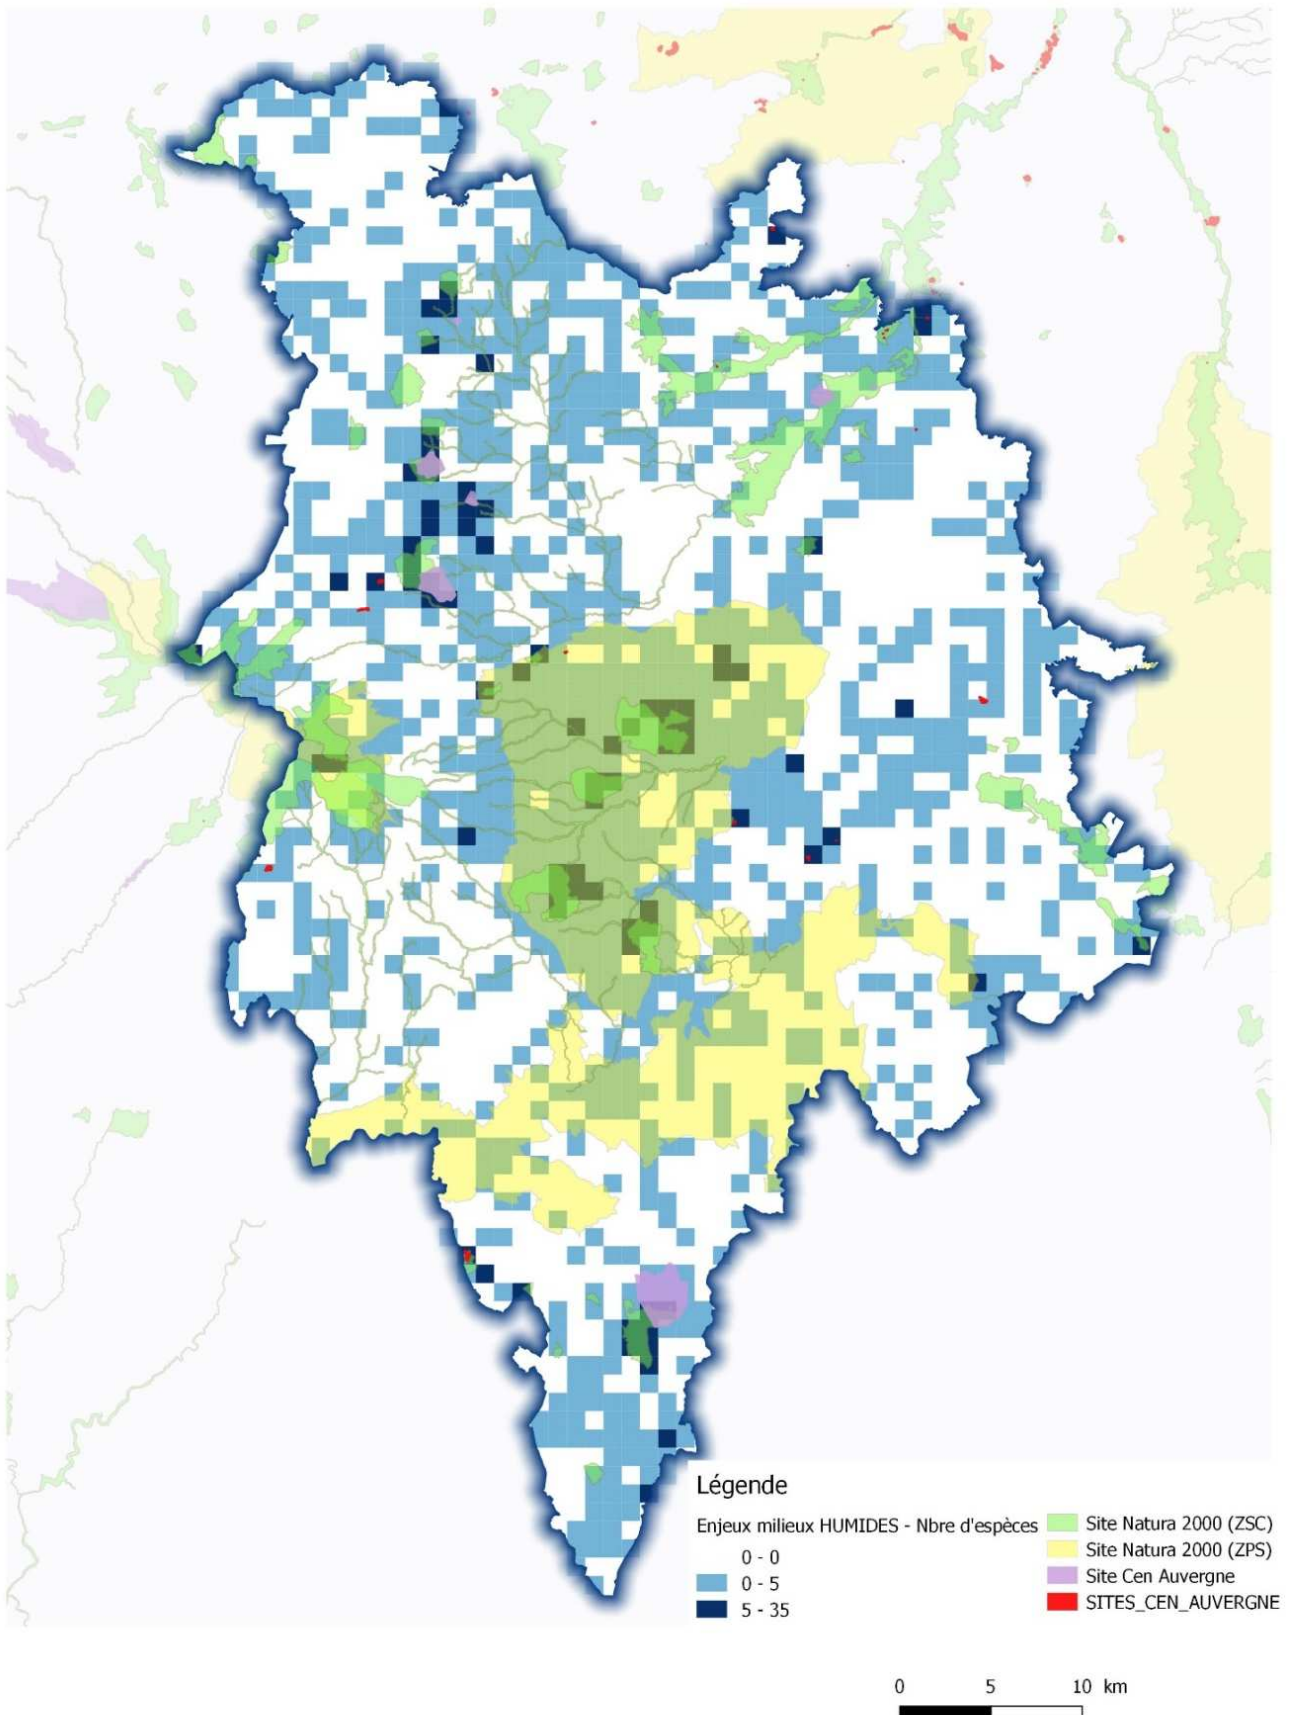 Légende
Enjeux milieux HUMIDES - Nbre d'espèces
0 - 0
0 - 5
5 - 35
Site Natura 2000 (ZSC)
Site Natura 2000 (ZPS)
Site Cen Auvergne
SITES_CEN_AUVERGNE
0 5 10 km